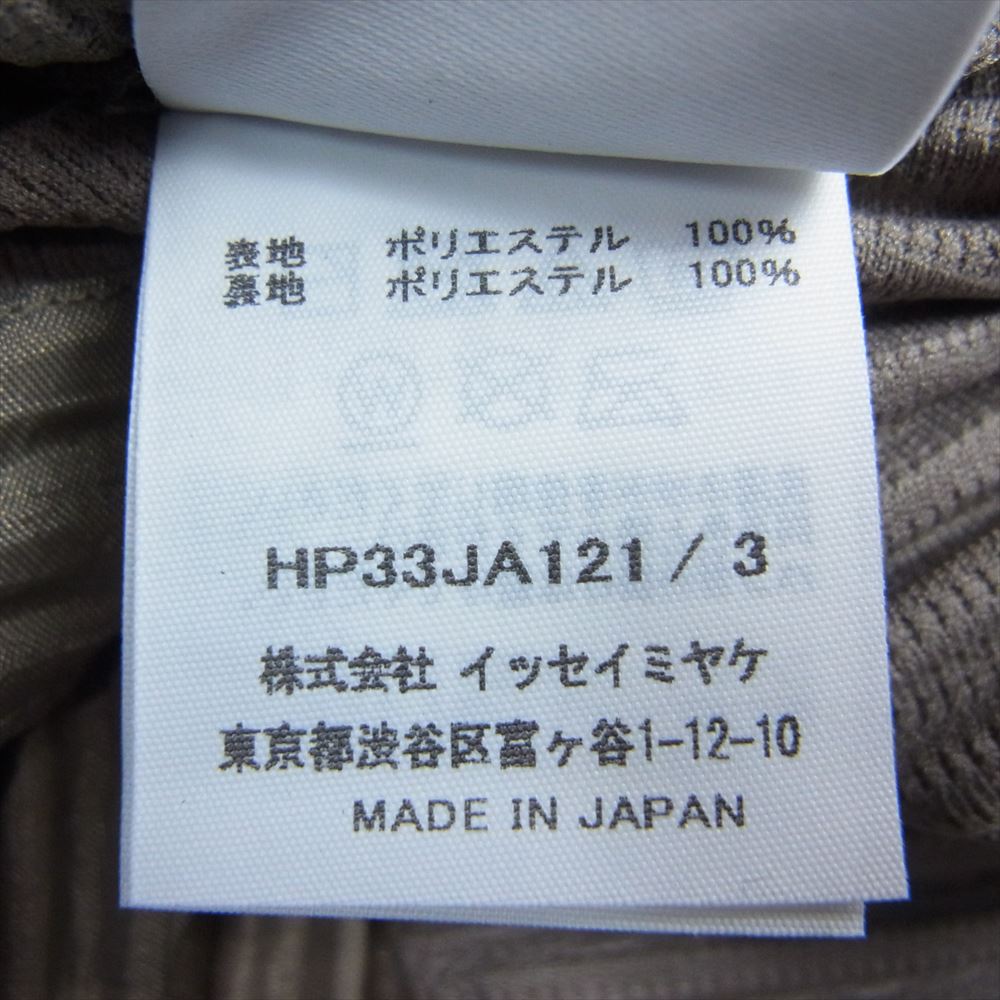 表地 ポリエステル 100%
裏地 ポリエステル 100%
HP33JA121 / 3
株式会社 イッセイミヤケ
東京都渋谷区富ヶ谷1-12-10
MADE IN JAPAN